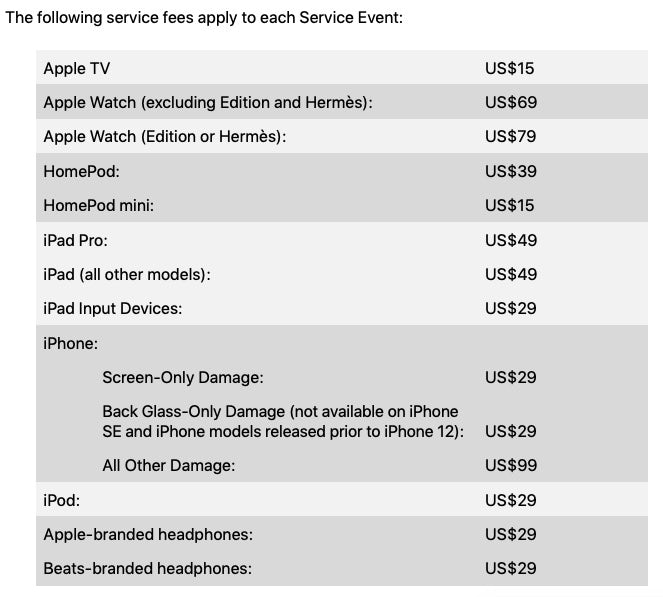 The following service fees apply to each Service Event:
Apple TV US$15
Apple Watch (excluding Edition and Hermès): US$69
Apple Watch (Edition or Hermès): US$79
HomePod: US$39
HomePod mini: US$15
iPad Pro: US$49
iPad (all other models): US$49
iPad Input Devices: US$29
iPhone:
Screen-Only Damage: US$29
Back Glass-Only Damage (not available on iPhone
SE and iPhone models released prior to iPhone 12): US$29
All Other Damage: US$99
iPod: US$29
Apple-branded headphones: US$29
Beats-branded headphones: US$29